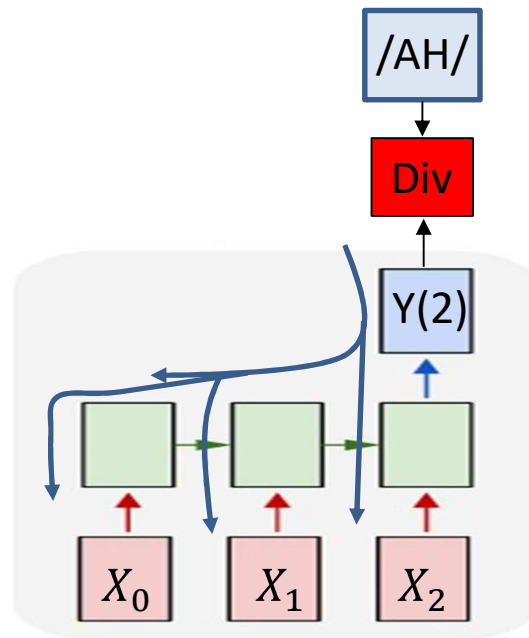 /AH/
Div
Y(2)
X₀ X₁ X₂